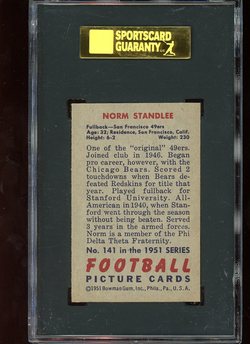 SPORTSCARD
GUARANTY
NORM STANDLEE
Fullback—San Francisco 49ers
Age: 32; Residence, San Francisco, Calif.
Height: 6-2 Weight: 230
One of the "original" 49ers.
Joined club in 1946. Began
pro career, however, with the
Chicago Bears. Scored 2
touchdowns when Bears de-
feated Redskins for title that
year. Played fullback for
Stanford University. All-
American in 1940, when Stan-
ford went through the season
without being beaten. Served
3 years in the armed forces.
Norm is a member of the Phi
Delta Theta Fraternity.
No. 141 in the 1951 SERIES
FOOTBALL
PICTURE CARDS
©1951 Bowman Gum, Inc., Phila., Pa., U. S. A.